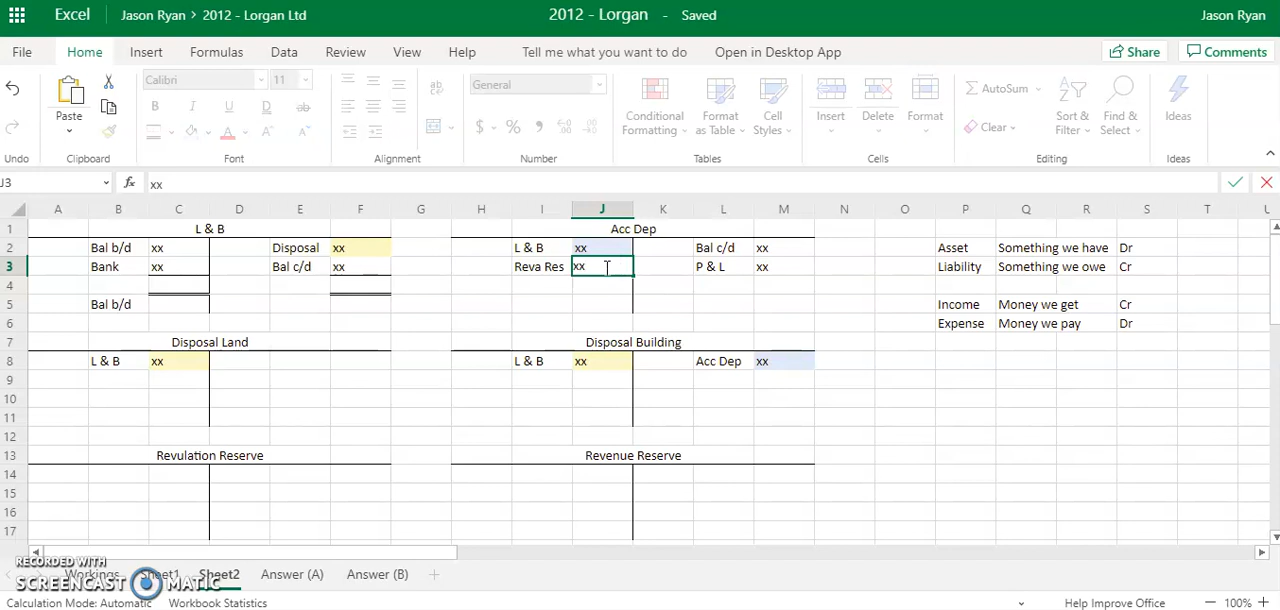 Excel Jason Ryan > 2012 - Lorgan Ltd 2012 - Lorgan - Saved Jason Ryan
File Home Insert Formulas Data Review View Help Tell me what you want to do Open in Desktop App Share Comments
Calibri 11 General
Paste
B I U D ab
$ % 9
Conditional Formatting
Format as Table
Cell Styles
Insert Delete Format
AutoSum
Clear
Sort & Filter
Find & Select
Ideas
Undo Clipboard Font Alignment Number Tables Cells Editing Ideas
J3 fx xx
A B C D E F G H I J K L M N O P Q R S T U
1 L & B Acc Dep
2 Bal b/d xx Disposal xx L & B xx Bal c/d xx Asset Something we have Dr
3 Bank xx Bal c/d xx Reva Res xx P & L xx Liability Something we owe Cr
4
5 Bal b/d Income Money we get Cr
6 Expense Money we pay Dr
7 Disposal Land Disposal Building
8 L & B xx L & B xx Acc Dep xx
9
10
11
12
13 Revulation Reserve Revenue Reserve
14
15
16
17
RECORDED WITH
SCREENCAST MATIC
Workings Sheet1 Sheet2 Answer (A) Answer (B)
Calculation Mode: Automatic Workbook Statistics Help Improve Office 100%